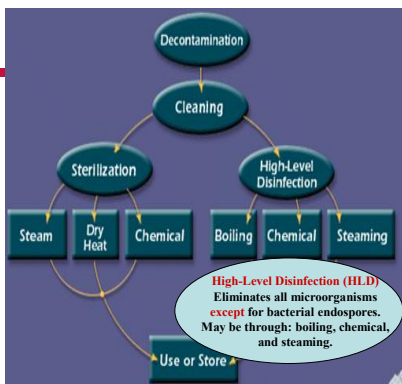 Decontamination
Cleaning
Sterilization
High-Level
Disinfection
Steam
Dry
Heat
Chemical
Boiling
Chemical
Steaming
High-Level Disinfection (HLD)
Eliminates all microorganisms
except for bacterial endospores.
May be through: boiling, chemical,
and steaming.
Use or Store